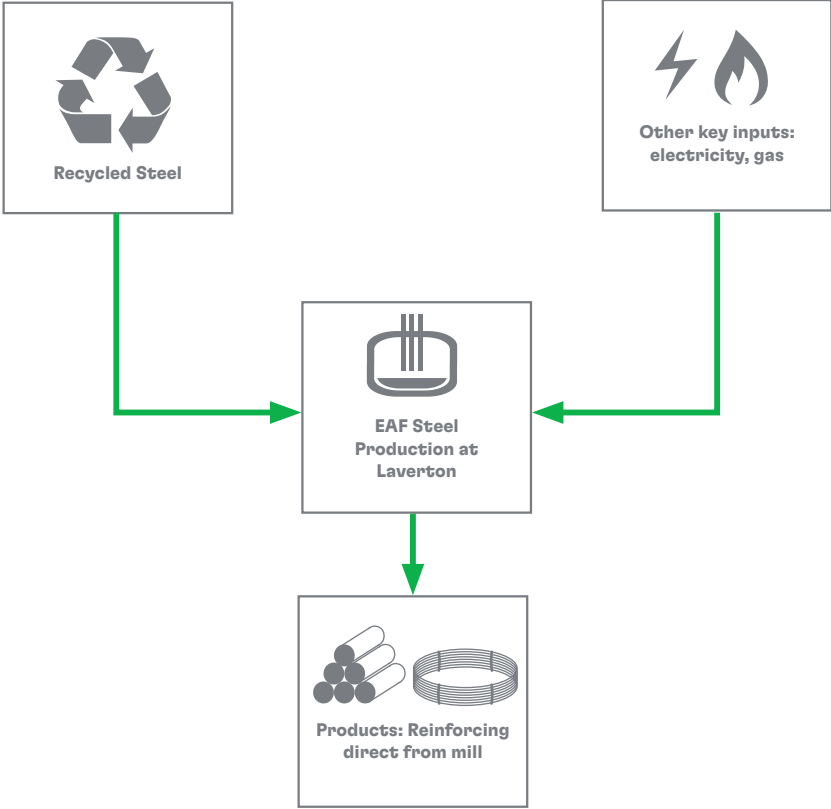 Recycled Steel
Other key inputs:
electricity, gas
EAF Steel
Production at
Laverton
Products: Reinforcing
direct from mill